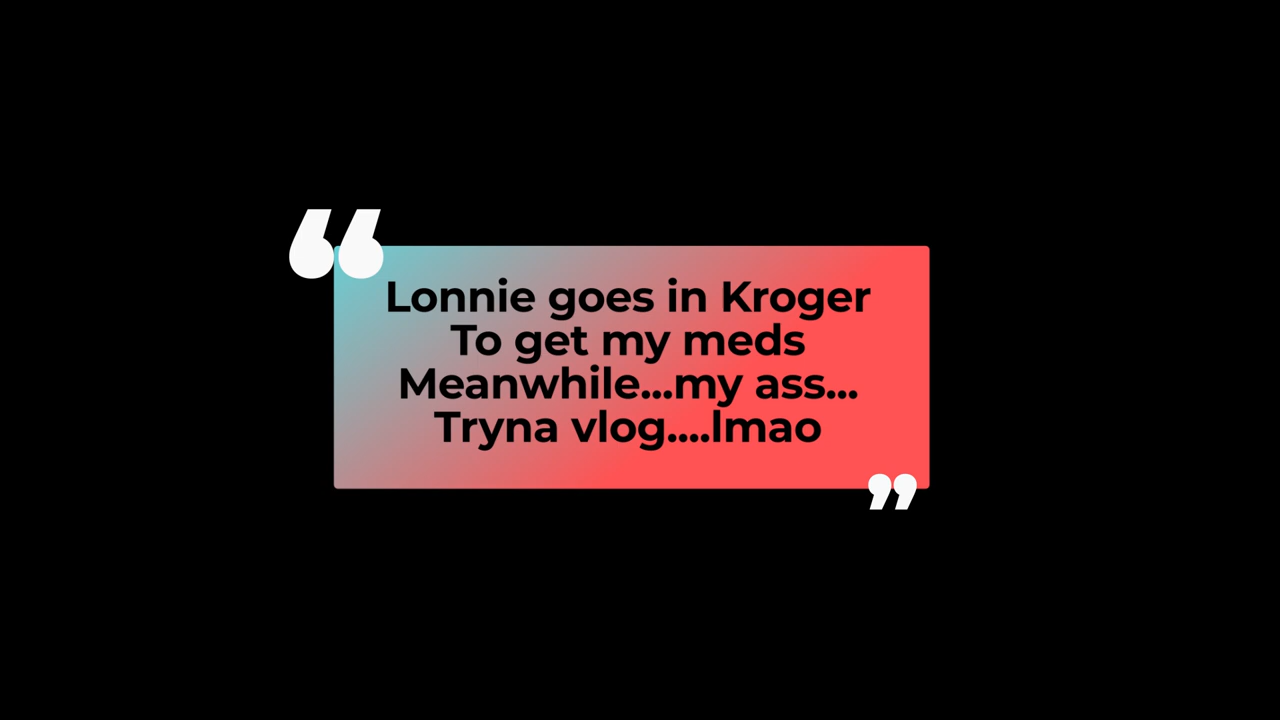 “
Lonnie goes in Kroger
To get my meds
Meanwhile...my ass...
Tryna vlog....lmao
”